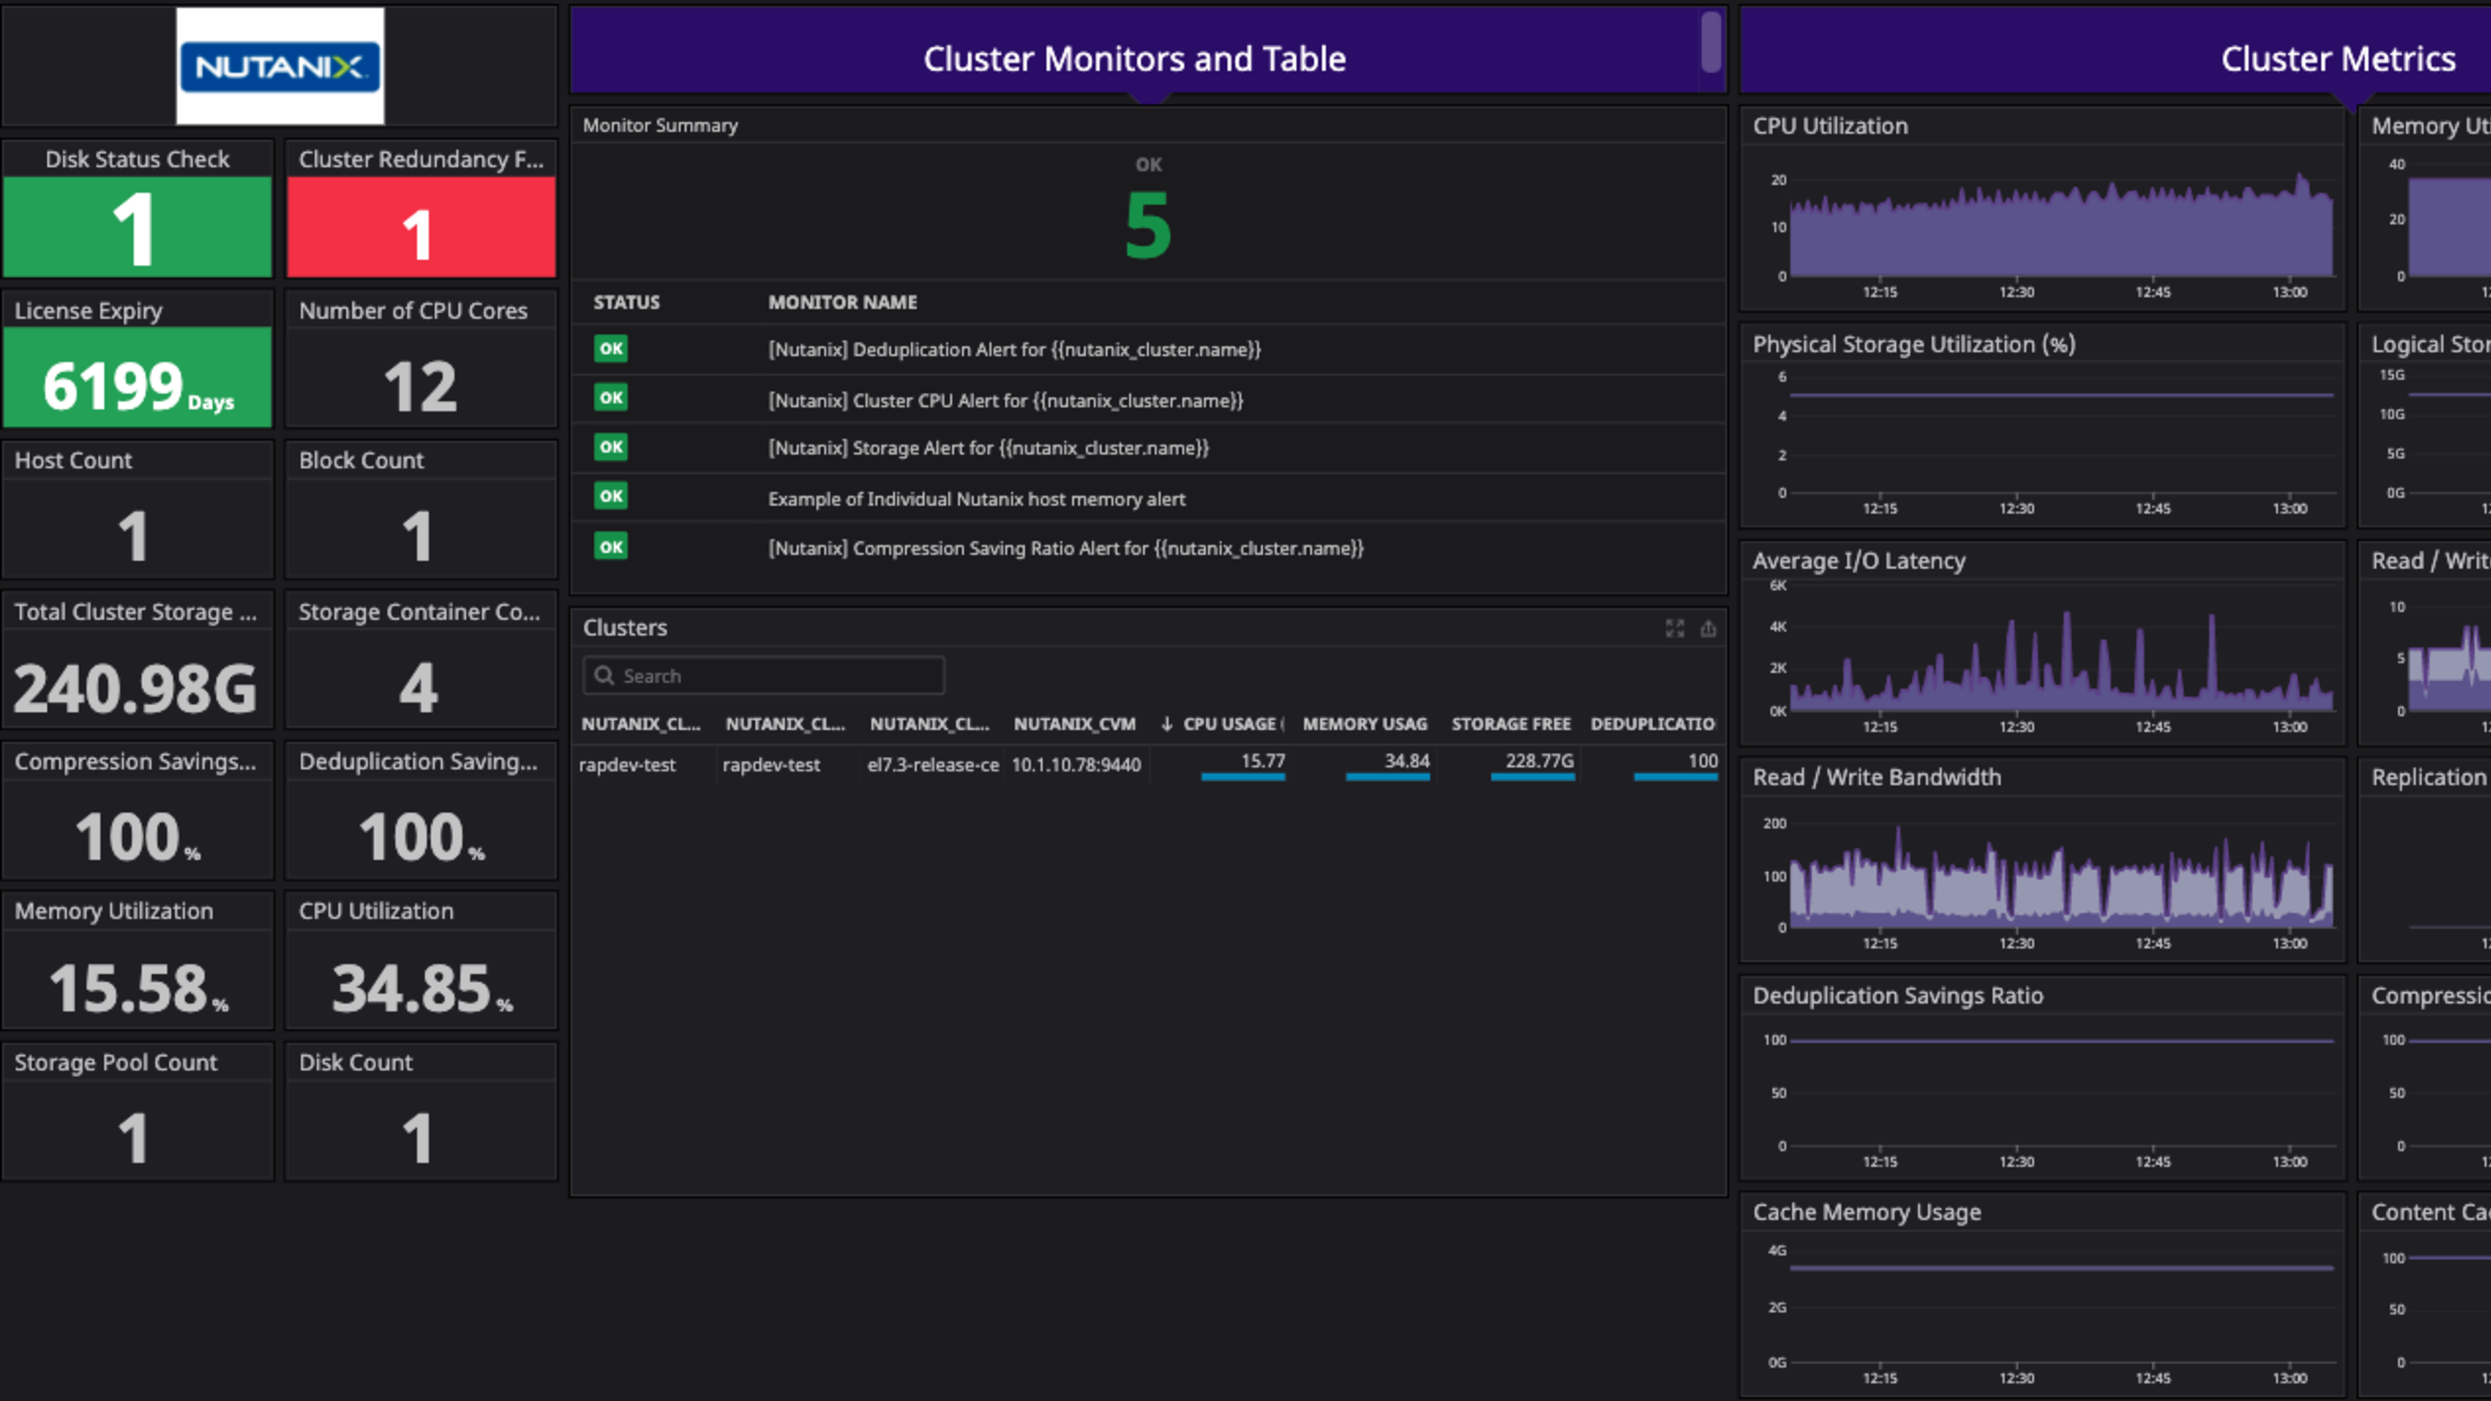 NUTANIX
Disk Status Check
1
Cluster Redundancy F...
1
License Expiry
6199 Days
Number of CPU Cores
12
Host Count
1
Block Count
1
Total Cluster Storage ...
240.98G
Storage Container Co...
4
Compression Savings...
100 %
Deduplication Saving...
100 %
Memory Utilization
15.58 %
CPU Utilization
34.85 %
Storage Pool Count
1
Disk Count
1
Cluster Monitors and Table
Monitor Summary
OK
5
STATUS MONITOR NAME
OK [Nutanix] Deduplication Alert for {{nutanix_cluster.name}}
OK [Nutanix] Cluster CPU Alert for {{nutanix_cluster.name}}
OK [Nutanix] Storage Alert for {{nutanix_cluster.name}}
OK Example of Individual Nutanix host memory alert
OK [Nutanix] Compression Saving Ratio Alert for {{nutanix_cluster.name}}
Clusters
Search
NUTANIX_CL... NUTANIX_CL... NUTANIX_CL... NUTANIX_CVM ↓ CPU USAGE ( MEMORY USAG STORAGE FREE DEDUPLICATIO
rapdev-test rapdev-test el7.3-release-ce 10.1.10.78:9440 15.77 34.84 228.77G 100
Cluster Metrics
CPU Utilization
20
10
0
12:15 12:30 12:45 13:00
Memory Ut
40
20
0
Physical Storage Utilization (%)
6
4
2
0
12:15 12:30 12:45 13:00
Logical Stor
15G
10G
5G
0G
Average I/O Latency
6K
4K
2K
0K
12:15 12:30 12:45 13:00
Read / Writ
10
5
0
Read / Write Bandwidth
200
100
0
12:15 12:30 12:45 13:00
Replication
Deduplication Savings Ratio
100
50
0
12:15 12:30 12:45 13:00
Compressio
100
50
0
Cache Memory Usage
4G
2G
0G
12:15 12:30 12:45 13:00
Content Ca
100
50
0